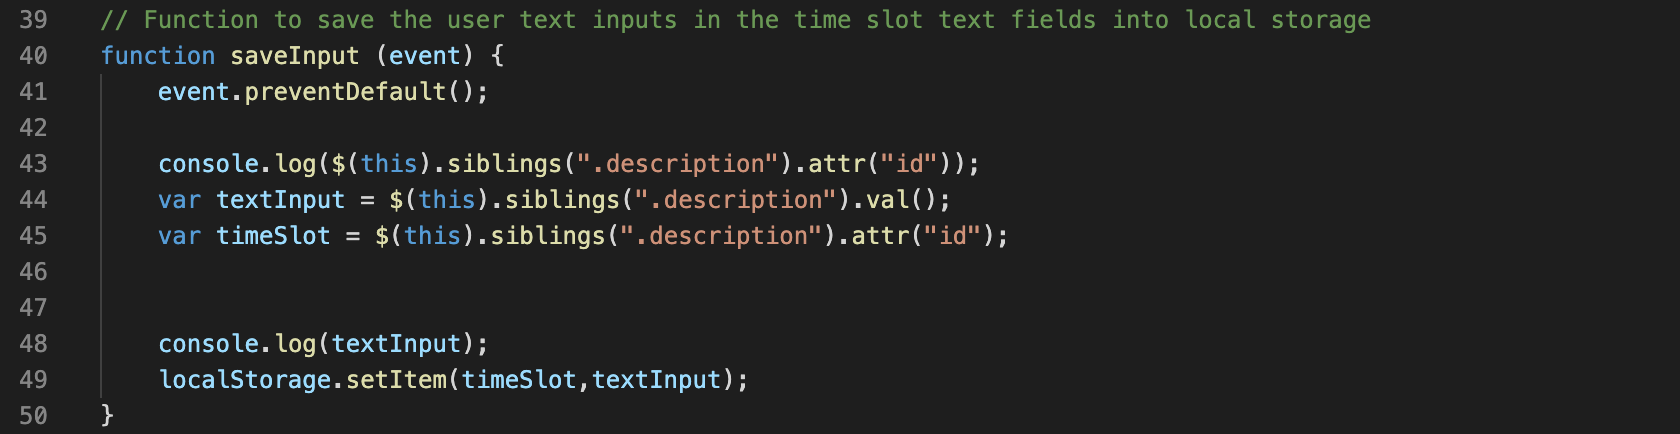 39 // Function to save the user text inputs in the time slot text fields into local storage
40 function saveInput (event) {
41 event.preventDefault();
42
43 console.log($(this).siblings(".description").attr("id"));
44 var textInput = $(this).siblings(".description").val();
45 var timeSlot = $(this).siblings(".description").attr("id");
46
47
48 console.log(textInput);
49 localStorage.setItem(timeSlot,textInput);
50 }